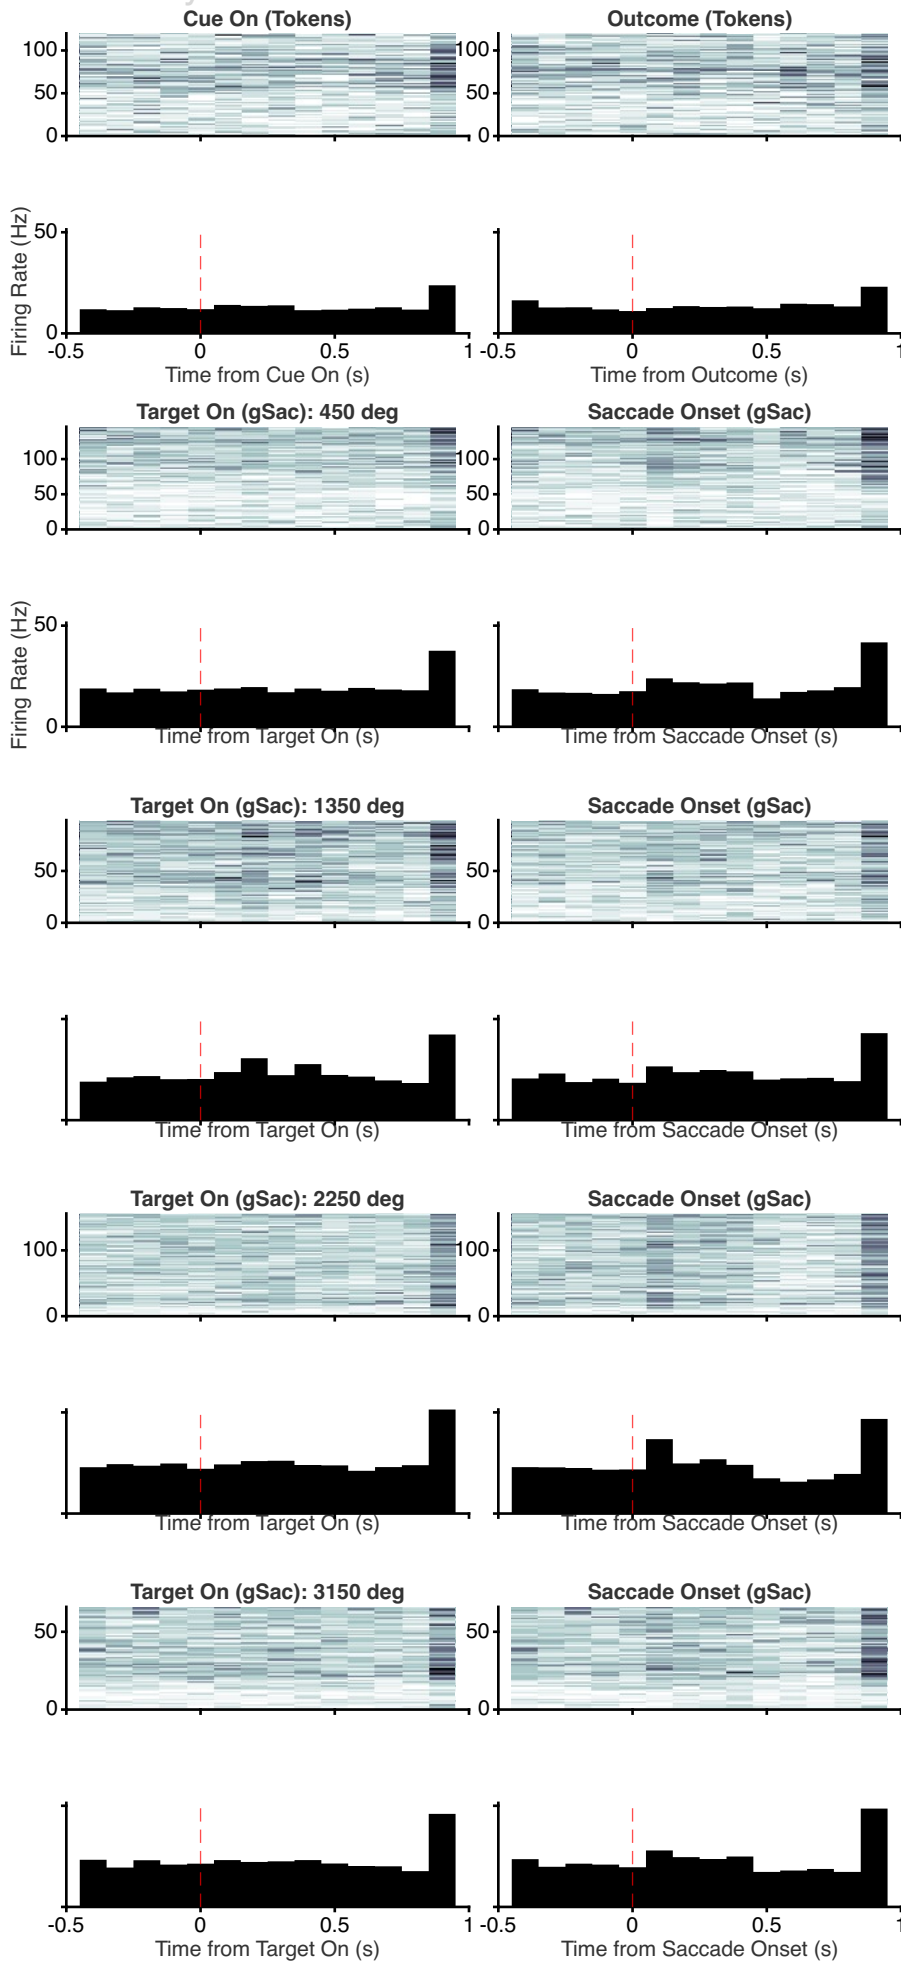 Cue On (Tokens) Outcome (Tokens)
100 100
50 50
0 0
Firing Rate (Hz)
50
0 0
-0.5 0 0.5 1 -0.5 0 0.5 1
Time from Cue On (s) Time from Outcome (s)
Target On (gSac): 450 deg Saccade Onset (gSac)
100 100
50 50
0 0
Firing Rate (Hz)
50
0
Time from Target On (s) Time from Saccade Onset (s)
Target On (gSac): 1350 deg Saccade Onset (gSac)
50 50
0 0
Time from Target On (s) Time from Saccade Onset (s)
Target On (gSac): 2250 deg Saccade Onset (gSac)
100 100
0 0
Time from Target On (s) Time from Saccade Onset (s)
Target On (gSac): 3150 deg Saccade Onset (gSac)
50 50
0 0
-0.5 0 0.5 1 -0.5 0 0.5 1
Time from Target On (s) Time from Saccade Onset (s)